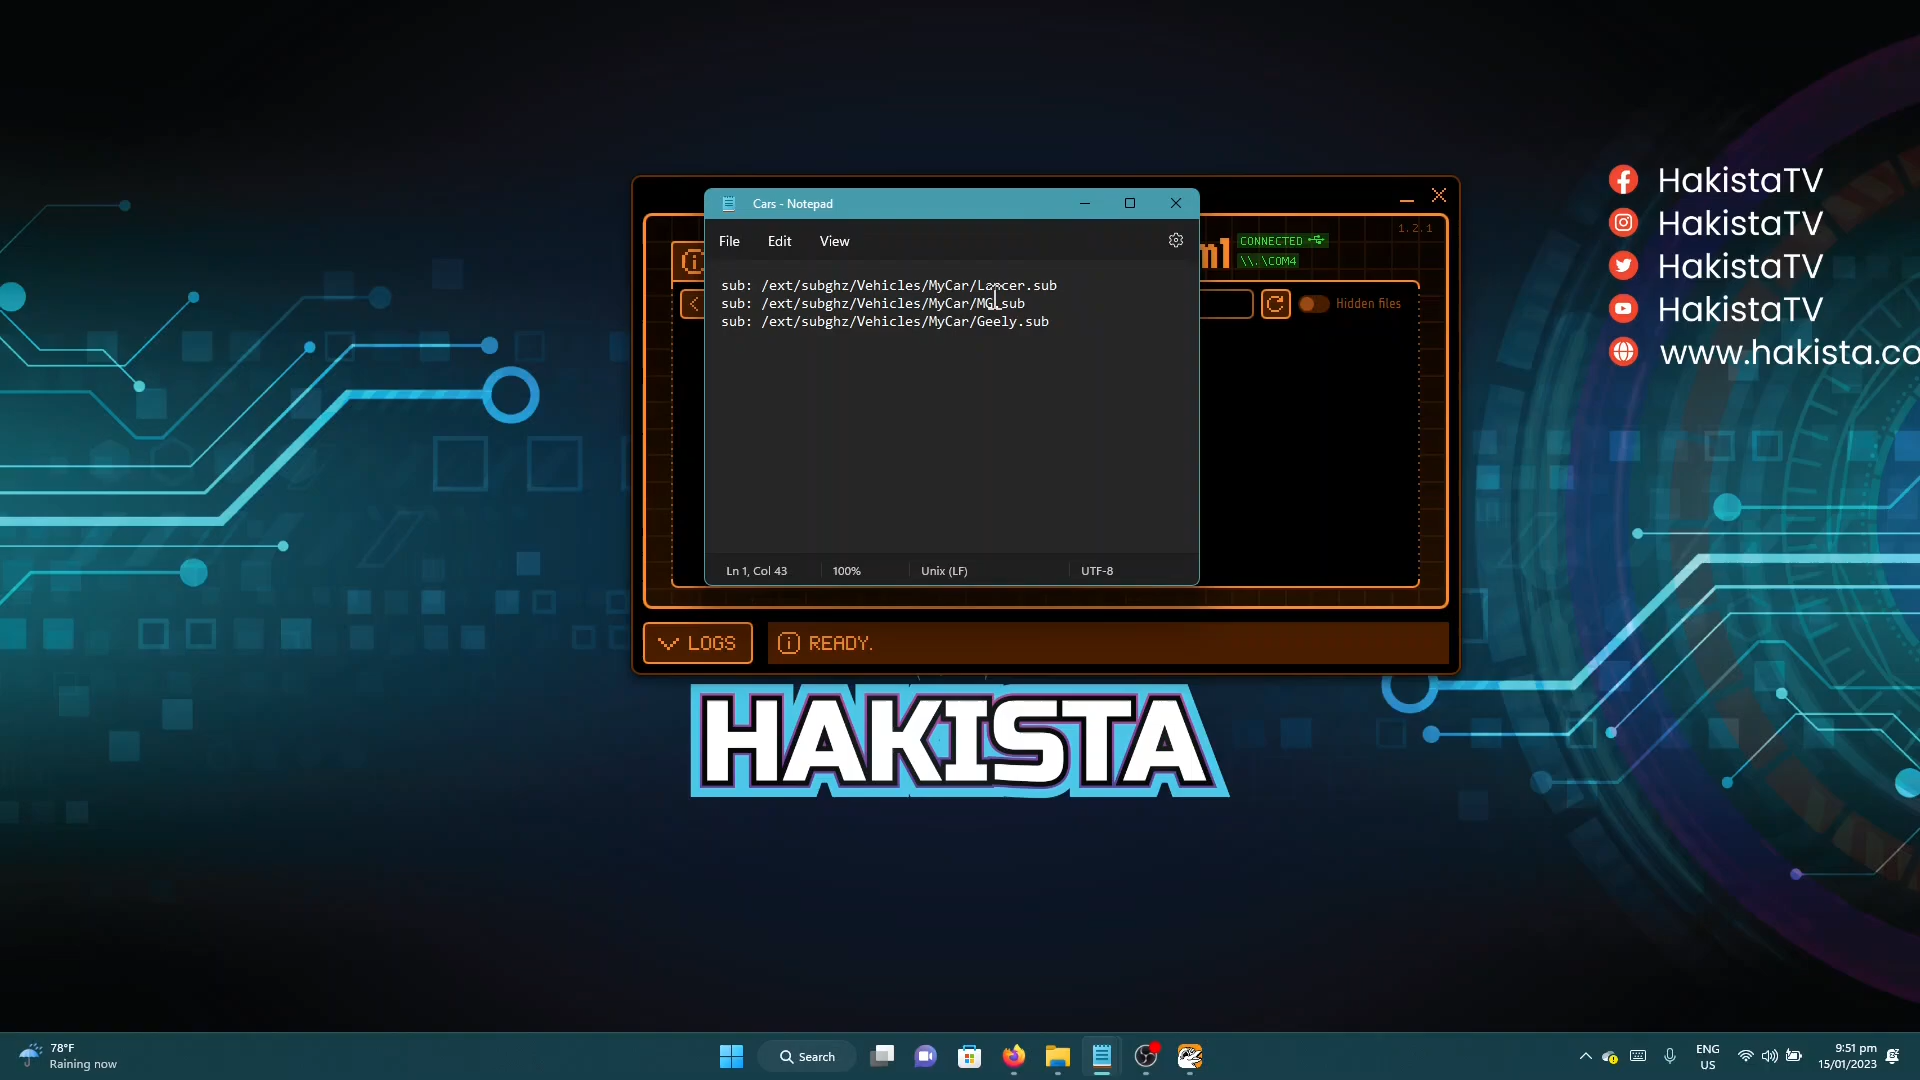 HakistaTV
HakistaTV
HakistaTV
HakistaTV
www.hakista.co
Cars - Notepad
File
Edit
View
1.2.1
CONNECTED
\\.\COM4
Hidden files
sub: /ext/subghz/Vehicles/MyCar/Lancer.sub
sub: /ext/subghz/Vehicles/MyCar/MG.sub
sub: /ext/subghz/Vehicles/MyCar/Geely.sub
Ln 1, Col 43
100%
Unix (LF)
UTF-8
LOGS
READY.
HAKISTA
78°F
Raining now
Search
ENG
US
9:51 pm
15/01/2023